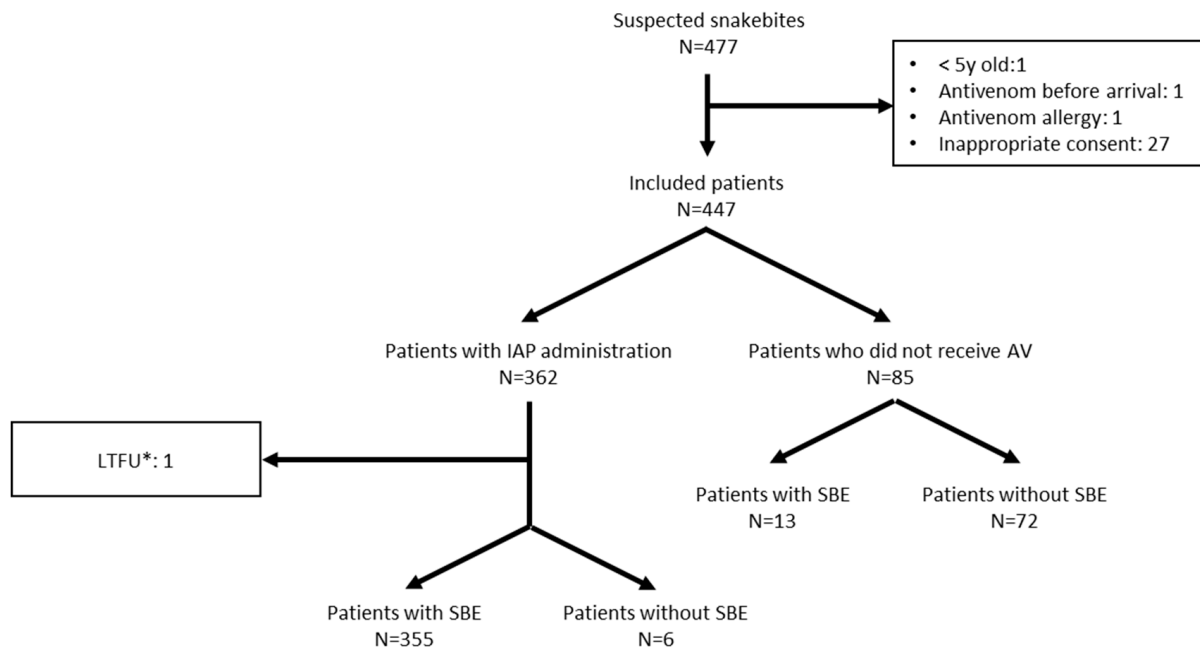 Suspected snakebites
N=477
• < 5y old:1
• Antivenom before arrival: 1
• Antivenom allergy: 1
• Inappropriate consent: 27
Included patients
N=447
Patients with IAP administration
N=362
Patients who did not receive AV
N=85
LTFU*: 1
Patients with SBE
N=13
Patients without SBE
N=72
Patients with SBE
N=355
Patients without SBE
N=6